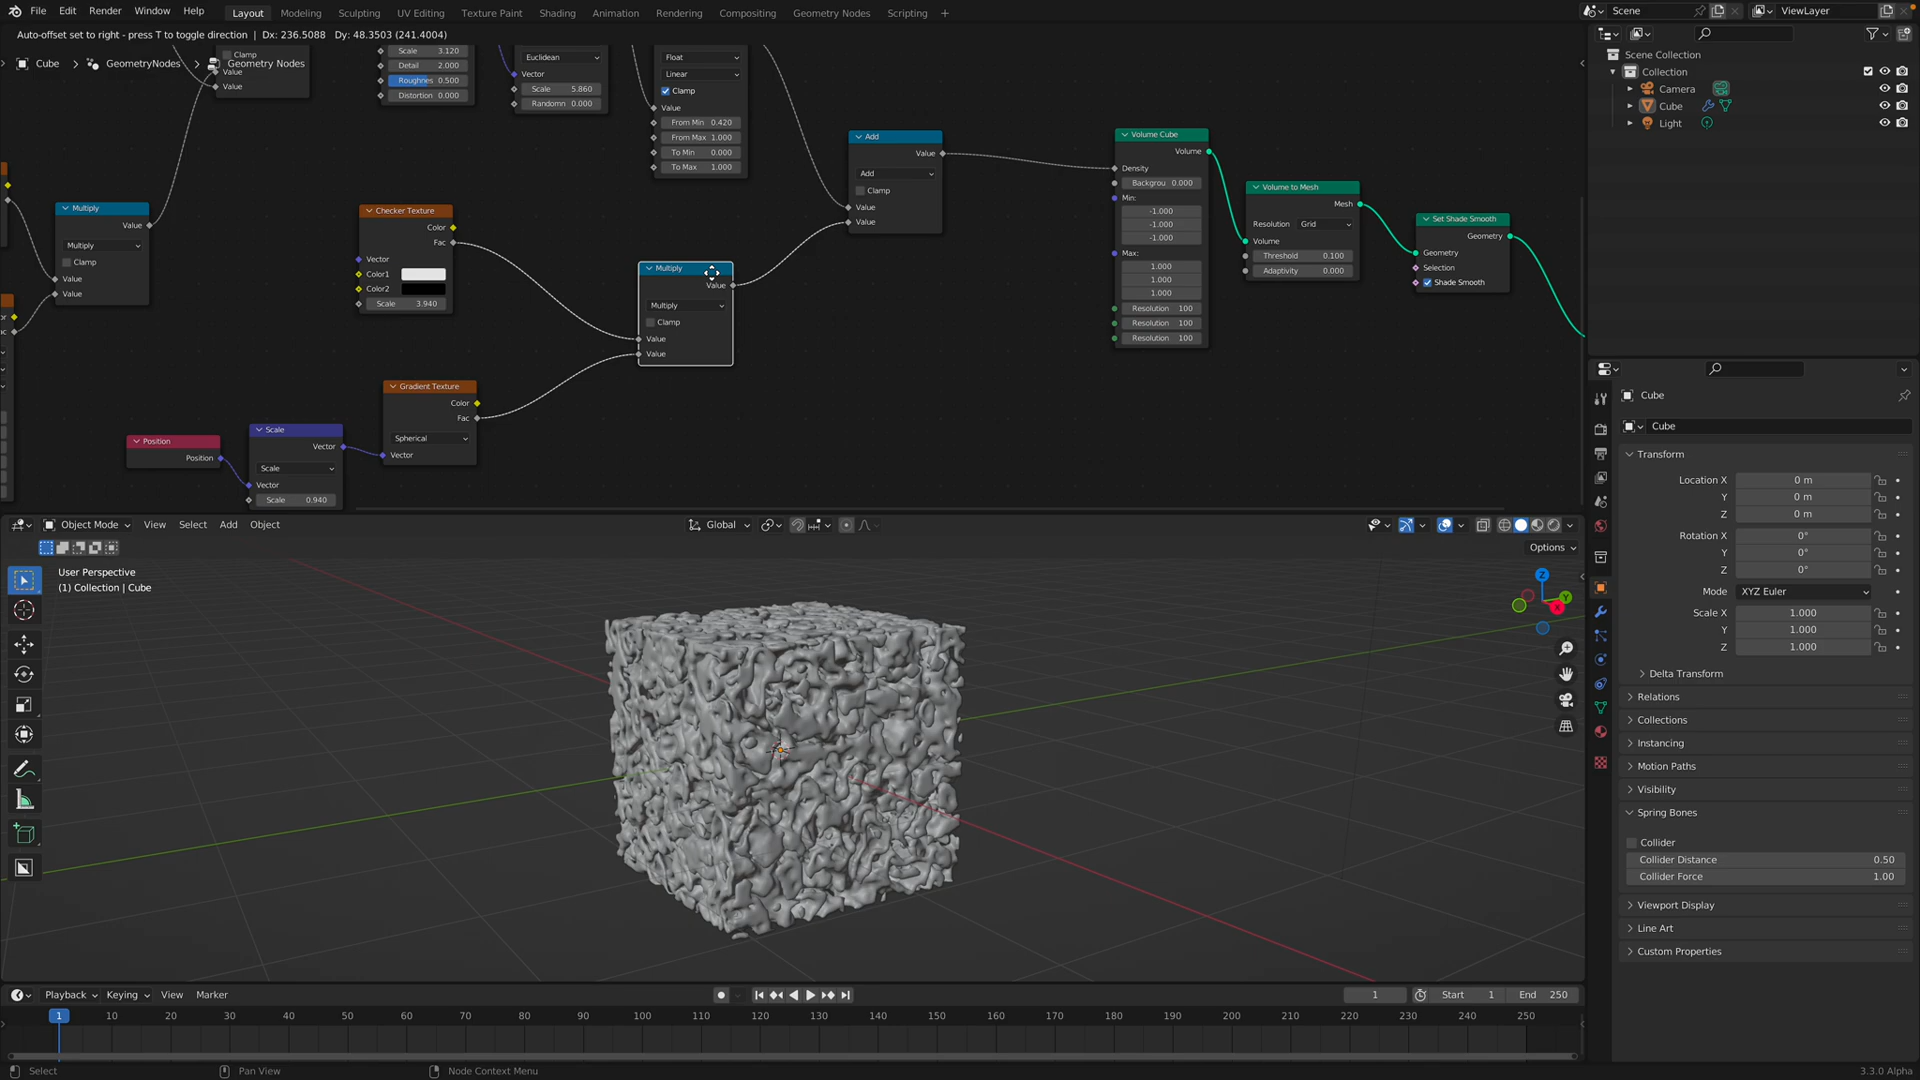 File Edit Render Window Help
Layout Modeling Sculpting UV Editing Texture Paint Shading Animation Rendering Compositing Geometry Nodes Scripting +
Scene
ViewLayer
Auto-offset set to right - press T to toggle direction | Dx: 236.5088 Dy: 48.3503 (241.4004)
Cube > GeometryNodes > Geometry Nodes
Clamp
Value
Value
Scale 3.120
Detail 2.000
Roughnes 0.500
Distortion 0.000
Euclidean
Vector
Scale 5.860
Randomn 0.000
Float
Linear
Clamp
Value
From Min 0.420
From Max 1.000
To Min 0.000
To Max 1.000
Add
Value
Add
Clamp
Value
Value
Volume Cube
Volume
Density
Backgrou 0.000
Min:
-1.000
-1.000
-1.000
Max:
1.000
1.000
1.000
Resolution 100
Resolution 100
Resolution 100
Volume to Mesh
Mesh
Resolution Grid
Volume
Threshold 0.100
Adaptivity 0.000
Set Shade Smooth
Geometry
Geometry
Selection
Shade Smooth
Multiply
Value
Multiply
Clamp
Value
Value
Checker Texture
Color
Fac
Vector
Color1
Color2
Scale 3.940
Multiply
Value
Multiply
Clamp
Value
Value
Gradient Texture
Color
Fac
Spherical
Vector
Position
Position
Scale
Vector
Scale
Vector
Scale 0.940
Scene Collection
Collection
Camera
Cube
Light
Cube
Cube
Transform
Location X 0 m
Y 0 m
Z 0 m
Rotation X 0°
Y 0°
Z 0°
Mode XYZ Euler
Scale X 1.000
Y 1.000
Z 1.000
Delta Transform
Relations
Collections
Instancing
Motion Paths
Visibility
Spring Bones
Collider
Collider Distance 0.50
Collider Force 1.00
Viewport Display
Line Art
Custom Properties
Object Mode View Select Add Object
Global
Options
User Perspective
(1) Collection | Cube
Z
Y
X
Playback Keying View Marker
1 Start 1 End 250
1 10 20 30 40 50 60 70 80 90 100 110 120 130 140 150 160 170 180 190 200 210 220 230 240 250
Select Pan View Node Context Menu
3.3.0 Alpha